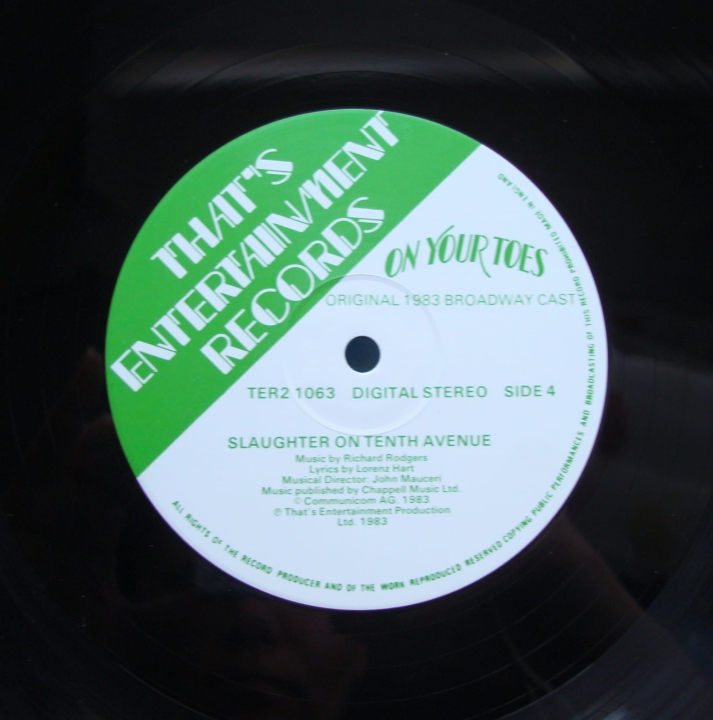 THAT'S
ENTERTAINMENT
RECORDS
ON YOUR TOES
ORIGINAL 1983 BROADWAY CAST
TER2 1063 DIGITAL STEREO SIDE 4
SLAUGHTER ON TENTH AVENUE
Music by Richard Rodgers
Lyrics by Lorenz Hart
Musical Director: John Mauceri
Music published by Chappell Music Ltd.
© Communicom AG. 1983
℗ That's Entertainment Production
Ltd. 1983
ALL RIGHTS OF THE RECORD PRODUCER AND OF THE WORK REPRODUCED RESERVED COPYING PUBLIC PERFORMANCES AND BROADCASTING OF THIS RECORD PROHIBITED MADE IN ENGLAND